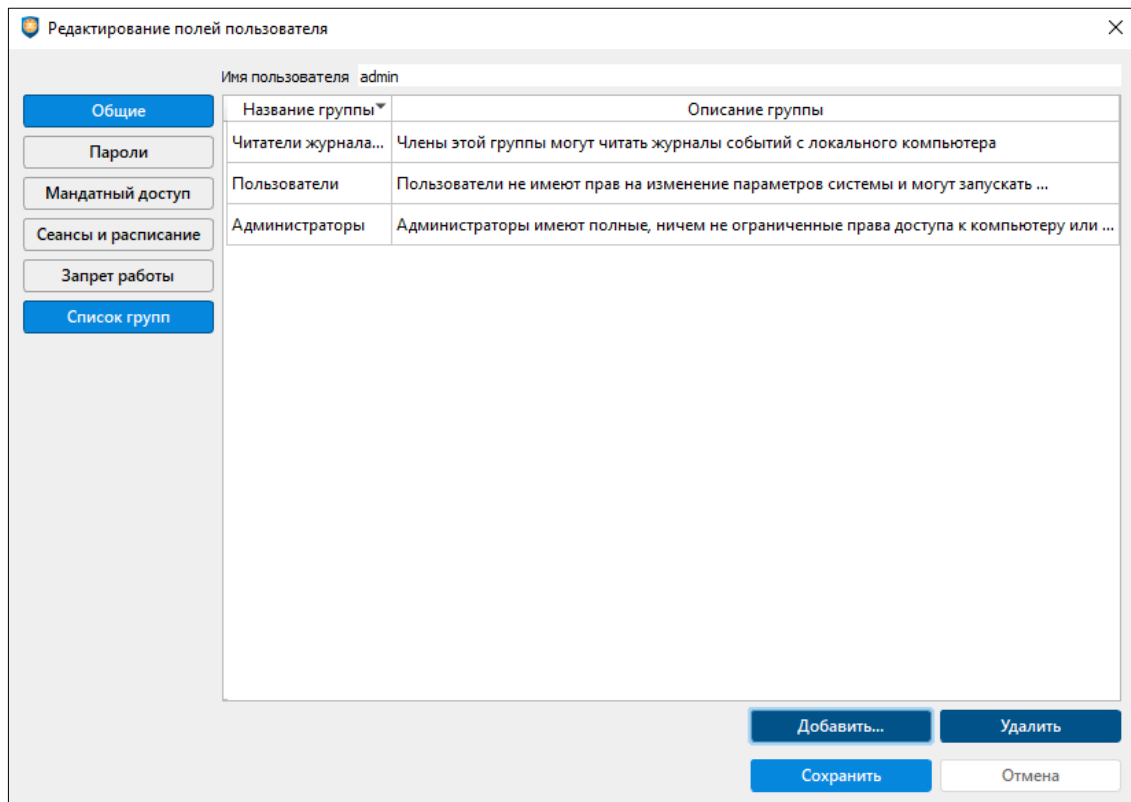 Редактирование полей пользователя
Имя пользователя admin
Общие
Пароли
Мандатный доступ
Сеансы и расписание
Запрет работы
Список групп
Название группы Описание группы
Читатели журнала... Члены этой группы могут читать журналы событий с локального компьютера
Пользователи Пользователи не имеют прав на изменение параметров системы и могут запускать ...
Администраторы Администраторы имеют полные, ничем не ограниченные права доступа к компьютеру или ...
Добавить... Удалить
Сохранить Отмена